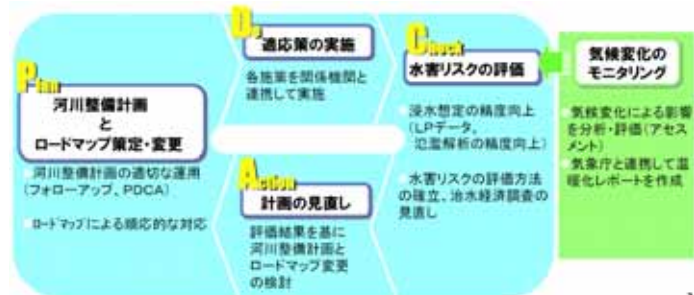 Plan
河川整備計画
と
ロードマップ策定・変更
河川整備計画の適切な運用
(フォローアップ、PDCA)
ロードマップによる順応的な対応
Do
適応策の実施
各施策を関係機関と
連携して実施
Action
計画の見直し
評価結果を基に
河川整備計画と
ロードマップ変更
の検討
Check
水害リスクの評価
浸水想定の精度向上
(LPデータ、
氾濫解析の精度向上)
水害リスクの評価方法
の確立、治水経済調査の
見直し
気候変化の
モニタリング
気候変化による影響
を分析・評価(アセス
メント)
気象庁と連携して温
暖化レポートを作成